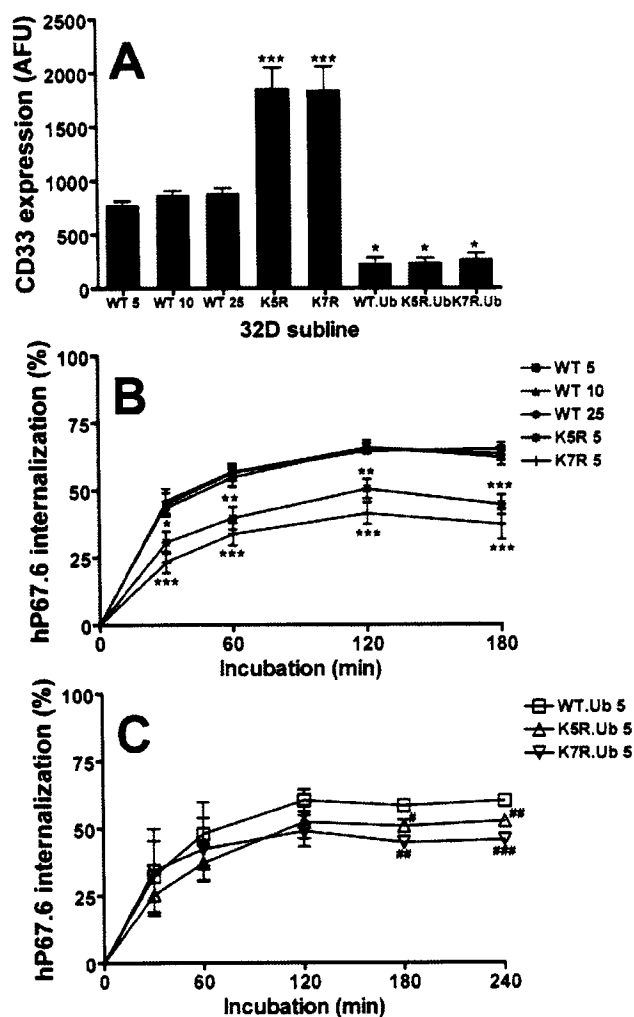 A
CD33 expression (AFU)
2500
2000
1500
1000
500
0
*** ***
* * *
WT 5 WT 10 WT 25 K5R K7R WT.Ub K5R.Ub K7R.Ub
32D subline
B
hP67.6 internalization (%)
100
75
50
25
0
* ** ** ***
*** *** *** ***
0 60 120 180
Incubation (min)
WT 5
WT 10
WT 25
K5R 5
K7R 5
C
hP67.6 internalization (%)
100
75
50
25
0
# ##
## ###
0 60 120 180 240
Incubation (min)
WT.Ub 5
K5R.Ub 5
K7R.Ub 5